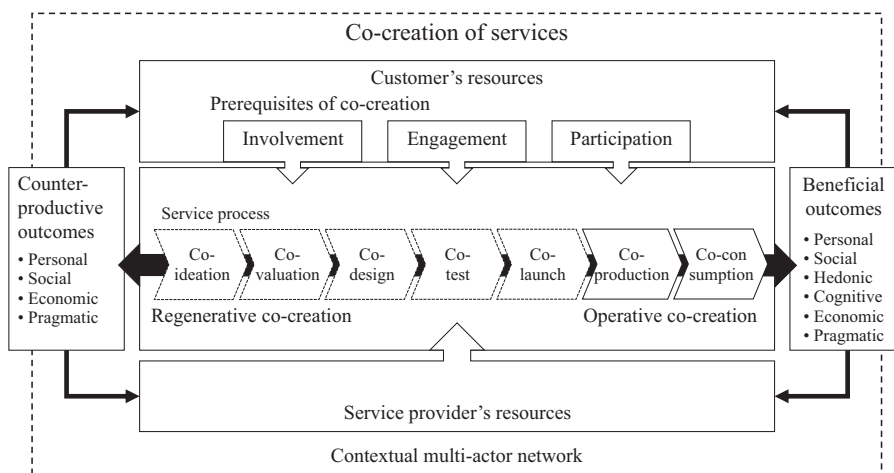 Co-creation of services
Customer's resources
Prerequisites of co-creation
Involvement
Engagement
Participation
Counter-
productive
outcomes
• Personal
• Social
• Economic
• Pragmatic
Service process
Co-
ideation
Co-
valuation
Co-
design
Co-
test
Co-
launch
Co-
production
Co-con
sumption
Regenerative co-creation
Operative co-creation
Beneficial
outcomes
• Personal
• Social
• Hedonic
• Cognitive
• Economic
• Pragmatic
Service provider's resources
Contextual multi-actor network